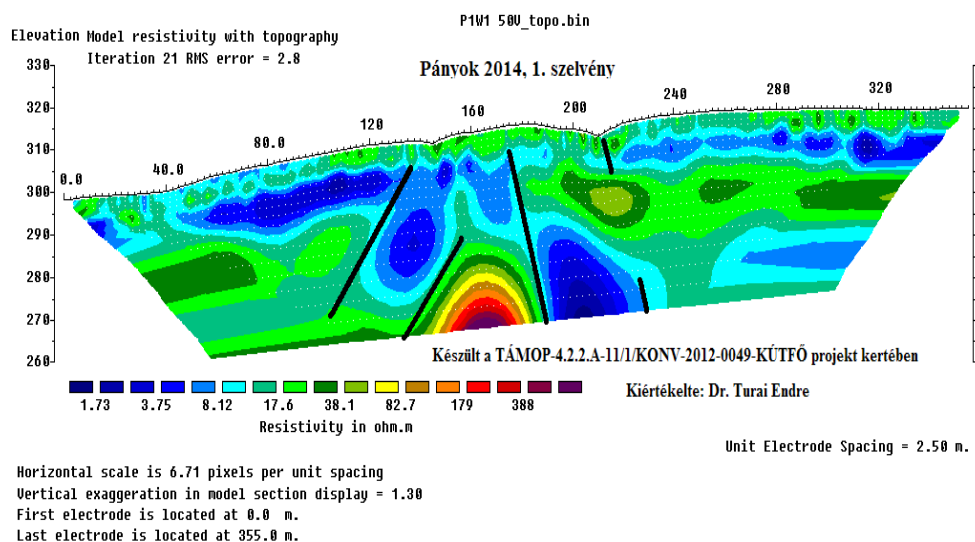 P1W1 50V_topo.bin
Elevation Model resistivity with topography
Iteration 21 RMS error = 2.8
Pányok 2014, 1. szelvény
330
320
310
300
290
280
270
260
0.0 40.0 80.0 120 160 200 240 280 320
Készült a TÁMOP-4.2.2.A-11/1/KONV-2012-0049-KÚTFŐ projekt kertében
Kiértékelte: Dr. Turai Endre
1.73 3.75 8.12 17.6 38.1 82.7 179 388
Resistivity in ohm.m
Unit Electrode Spacing = 2.50 m.
Horizontal scale is 6.71 pixels per unit spacing
Vertical exaggeration in model section display = 1.30
First electrode is located at 0.0 m.
Last electrode is located at 355.0 m.